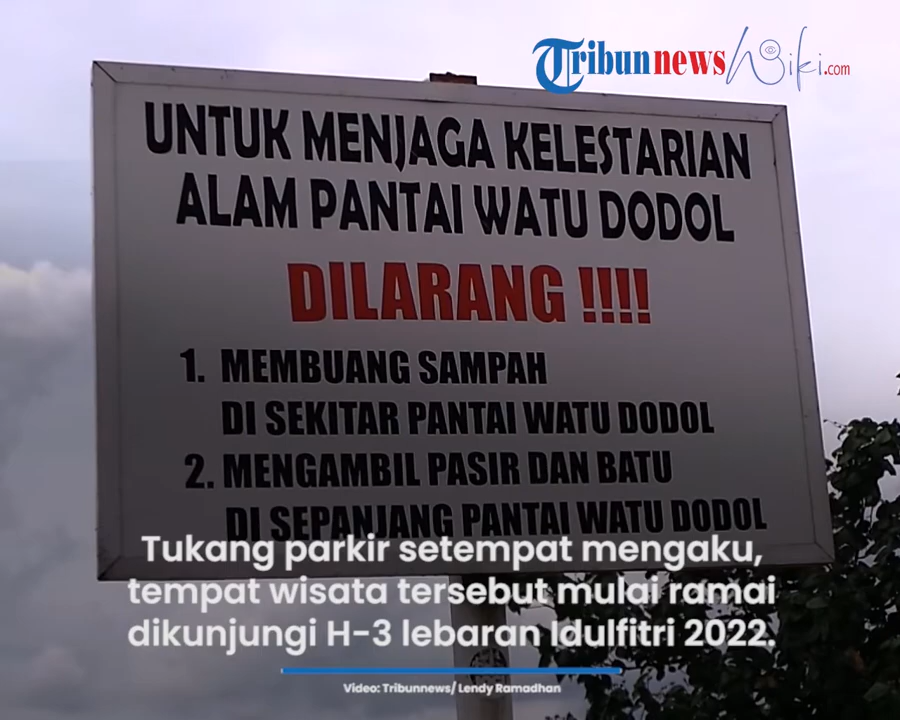 Tribunnews Wiki.com
UNTUK MENJAGA KELESTARIAN
ALAM PANTAI WATU DODOL
DILARANG !!!!
1. MEMBUANG SAMPAH
DI SEKITAR PANTAI WATU DODOL
2. MENGAMBIL PASIR DAN BATU
DI SEPANJANG PANTAI WATU DODOL
Tukang parkir setempat mengaku,
tempat wisata tersebut mulai ramai
dikunjungi H-3 lebaran Idulfitri 2022.
Video: Tribunnews/ Lendy Ramadhan